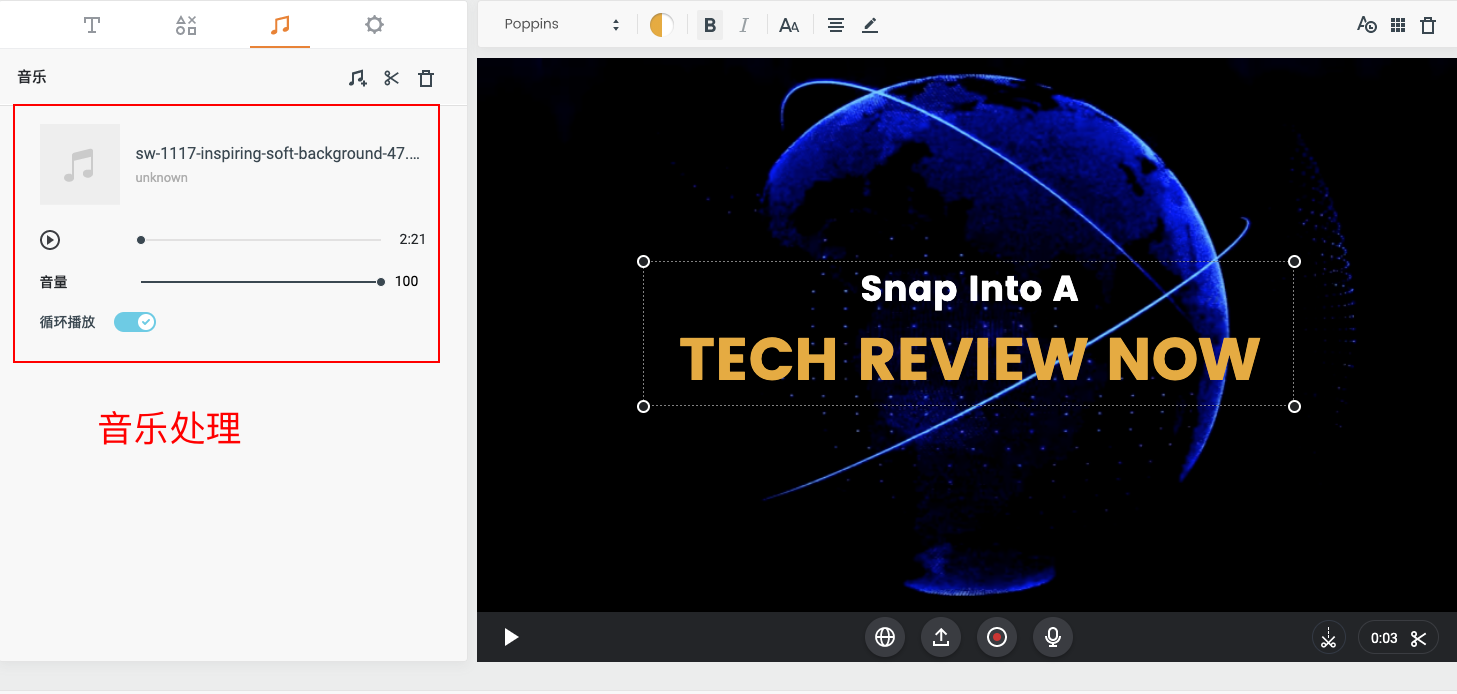 音乐
sw-1117-inspiring-soft-background-47....
unknown
2:21
音量
100
循环播放
音乐处理
Poppins
B
I
AA
Snap Into A
TECH REVIEW NOW
0:03